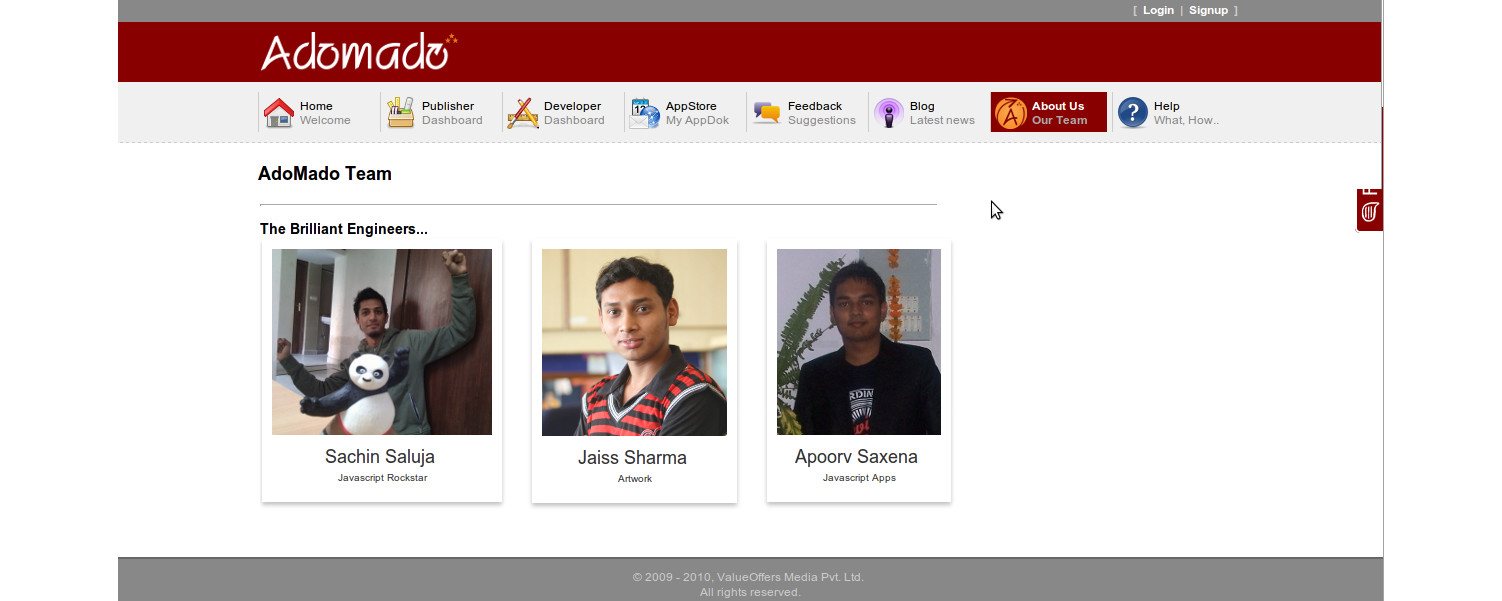 [ Login | Signup ]
Adomado
Home
Welcome
Publisher
Dashboard
Developer
Dashboard
AppStore
My AppDok
Feedback
Suggestions
Blog
Latest news
About Us
Our Team
Help
What, How..
12
?
AdoMado Team
The Brilliant Engineers...
Sachin Saluja
Javascript Rockstar
Jaiss Sharma
Artwork
Apoorv Saxena
Javascript Apps
© 2009 - 2010, ValueOffers Media Pvt. Ltd.
All rights reserved.